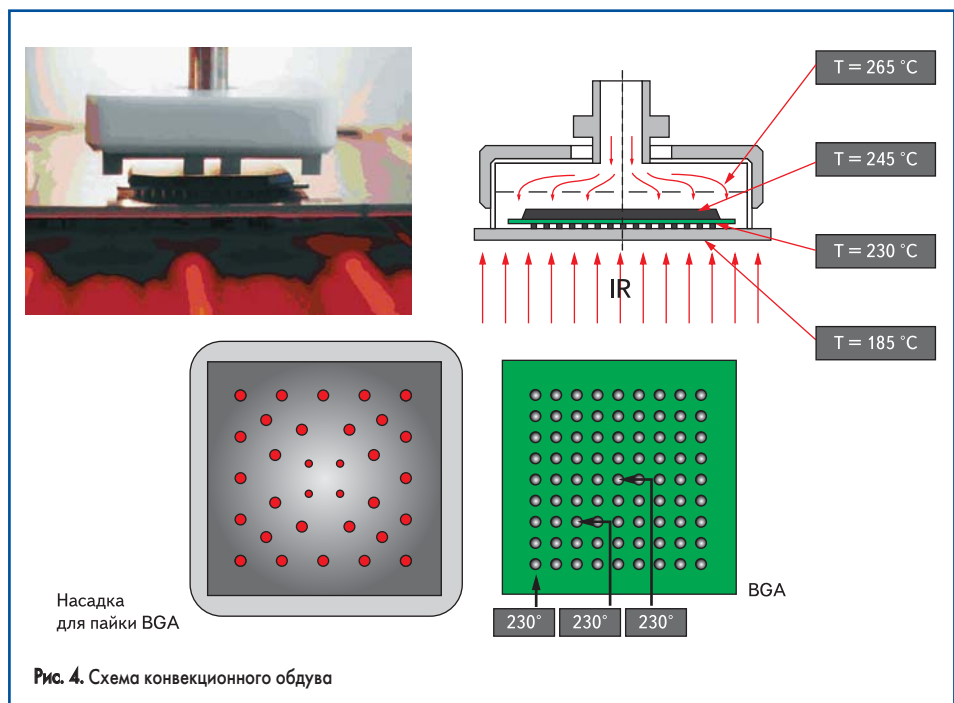 T = 265 °C
T = 245 °C
T = 230 °C
IR
T = 185 °C
BGA
230° 230° 230°
Насадка
для пайки BGA
Рис. 4. Схема конвекционного обдува